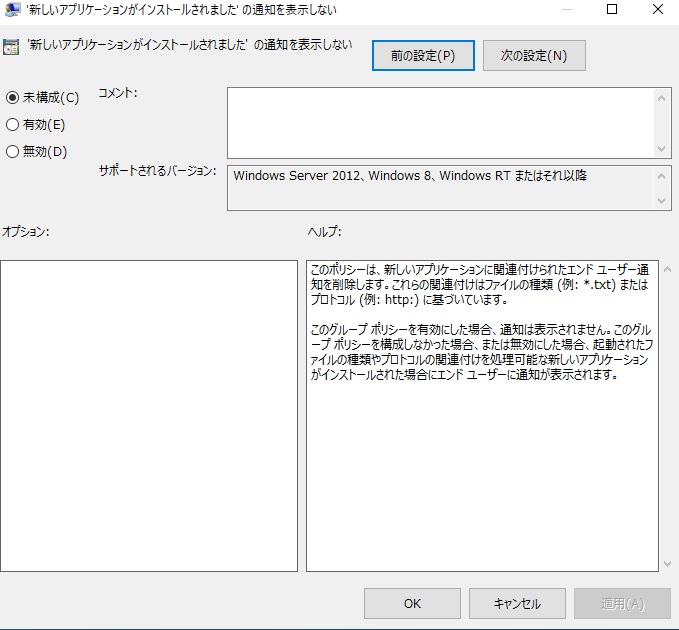 '新しいアプリケーションがインストールされました' の通知を表示しない
'新しいアプリケーションがインストールされました' の通知を表示しない
前の設定(P)
次の設定(N)
未構成(C)
コメント:
有効(E)
無効(D)
サポートされるバージョン:
Windows Server 2012、Windows 8、Windows RT またはそれ以降
オプション:
ヘルプ:
このポリシーは、新しいアプリケーションに関連付けられたエンド ユーザー通
知を削除します。これらの関連付けはファイルの種類 (例: *.txt) または
プロトコル (例: http:) に基づいています。
このグループ ポリシーを有効にした場合、通知は表示されません。このグル
ープ ポリシーを構成しなかった場合、または無効にした場合、起動されたフ
ァイルの種類やプロトコルの関連付けを処理可能な新しいアプリケーション
がインストールされた場合にエンド ユーザーに通知が表示されます。
OK
キャンセル
適用(A)